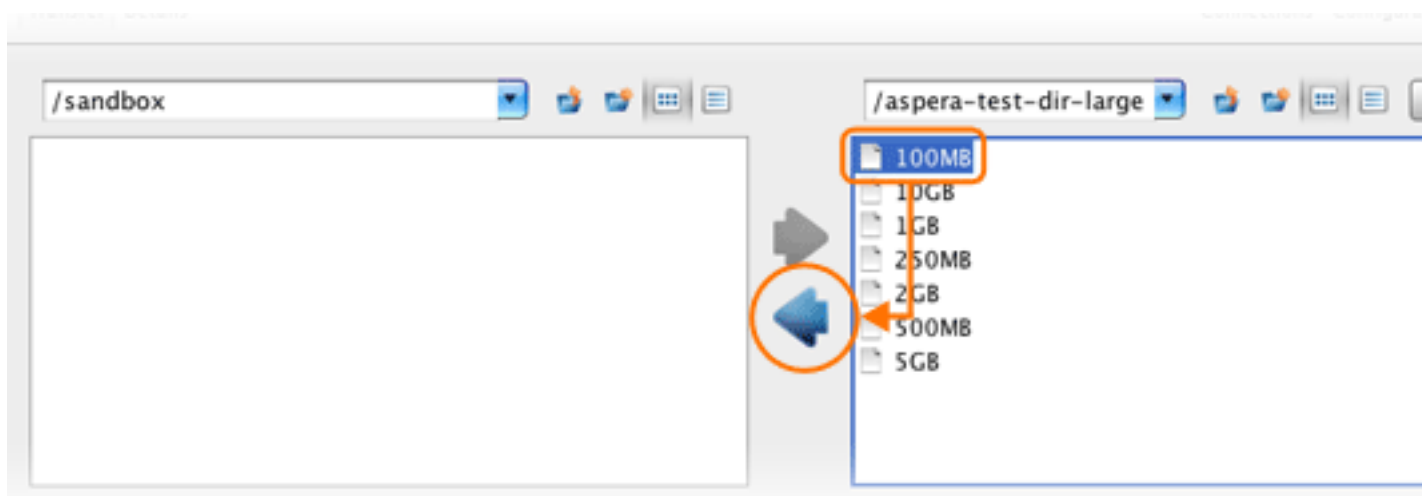 /sandbox
/aspera-test-dir-large
100MB
10GB
1GB
250MB
2GB
500MB
5GB